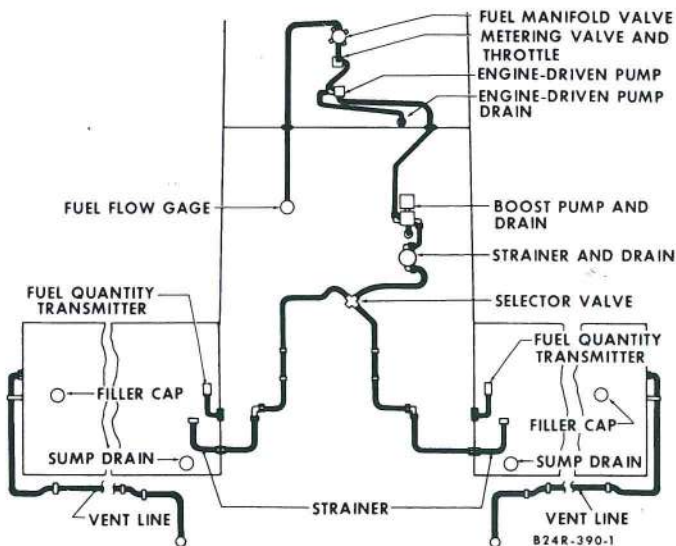 FUEL MANIFOLD VALVE
METERING VALVE AND
THROTTLE
ENGINE-DRIVEN PUMP
ENGINE-DRIVEN PUMP
DRAIN
FUEL FLOW GAGE
BOOST PUMP AND
DRAIN
STRAINER AND DRAIN
FUEL QUANTITY
TRANSMITTER
SELECTOR VALVE
FUEL QUANTITY
TRANSMITTER
FILLER CAP
FILLER CAP
SUMP DRAIN
SUMP DRAIN
STRAINER
VENT LINE
VENT LINE
B24R-390-1